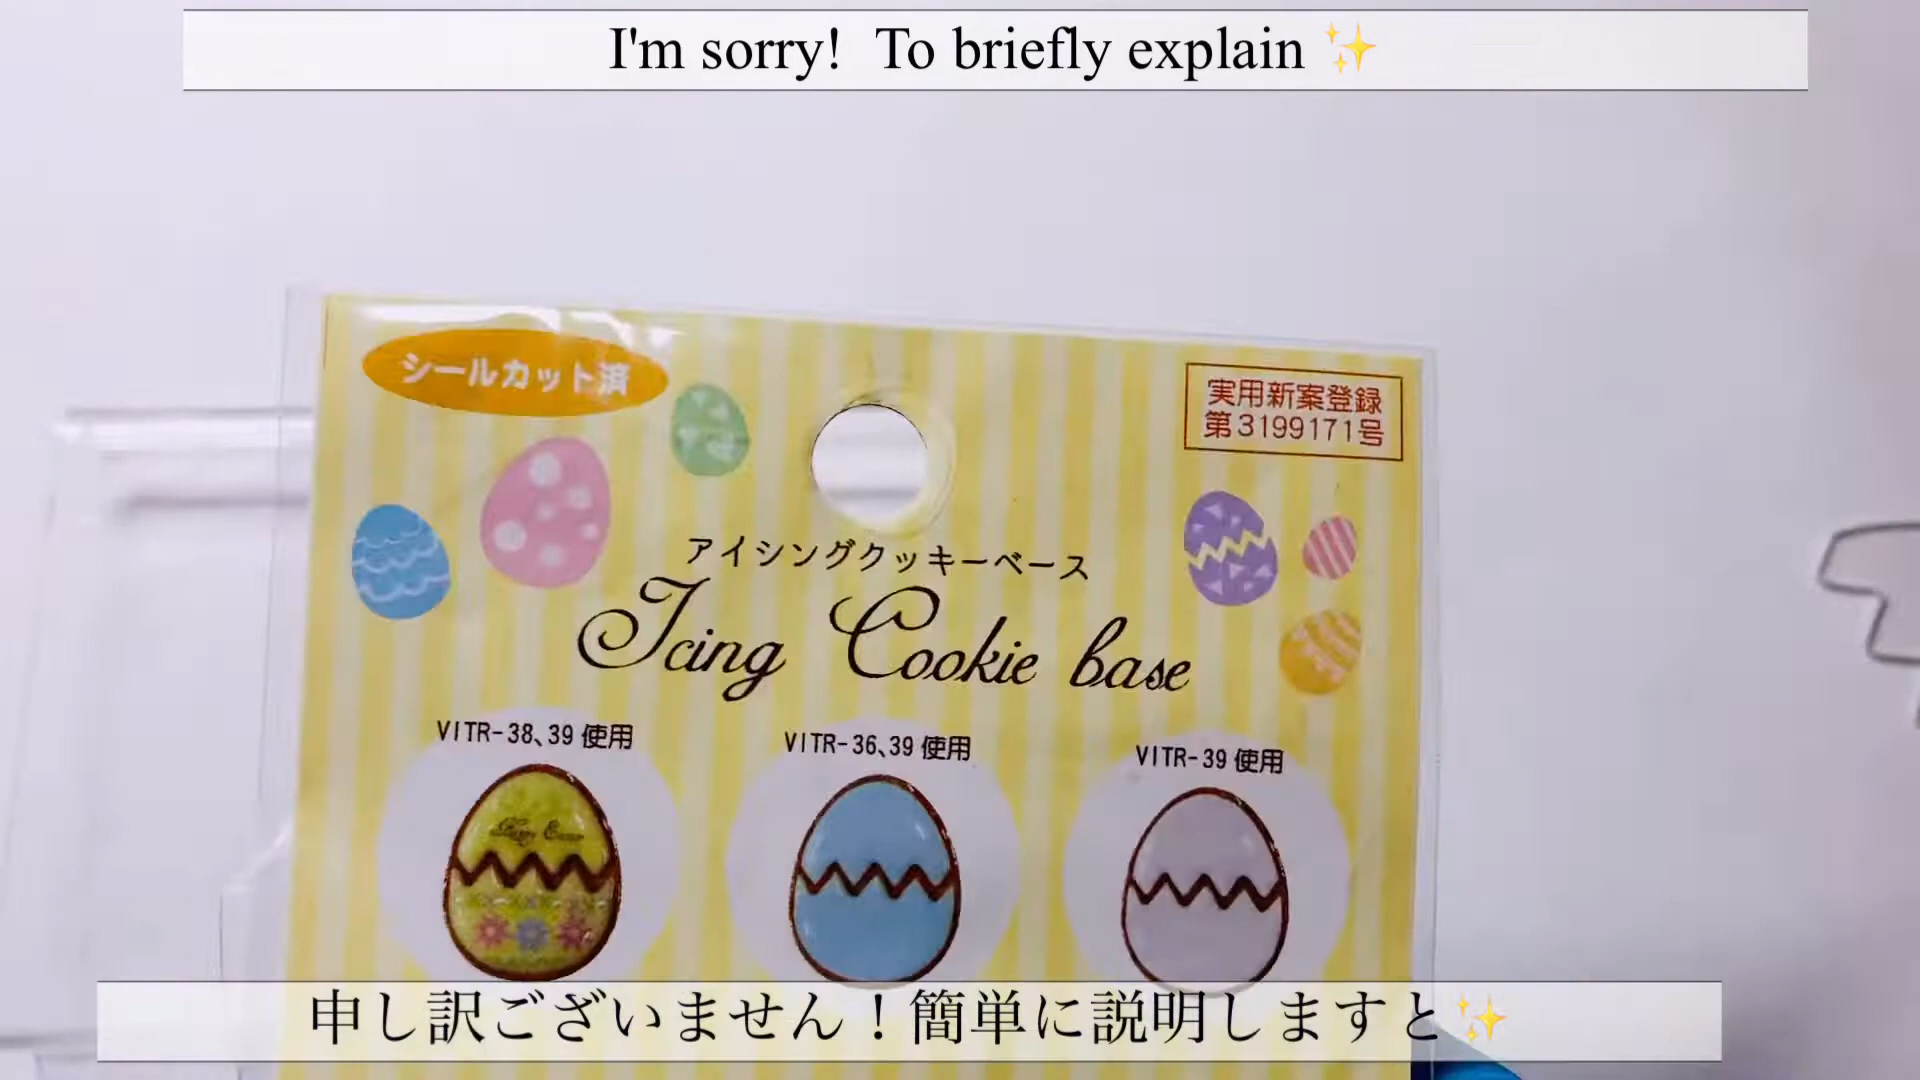 I'm sorry! To briefly explain ✨
シールカット済
実用新案登録
第3199171号
アイシングクッキーベース
Icing Cookie base
VITR-38、39 使用
VITR-36、39 使用
VITR-39 使用
Happy Easter
申し訳ございません！簡単に説明しますと✨